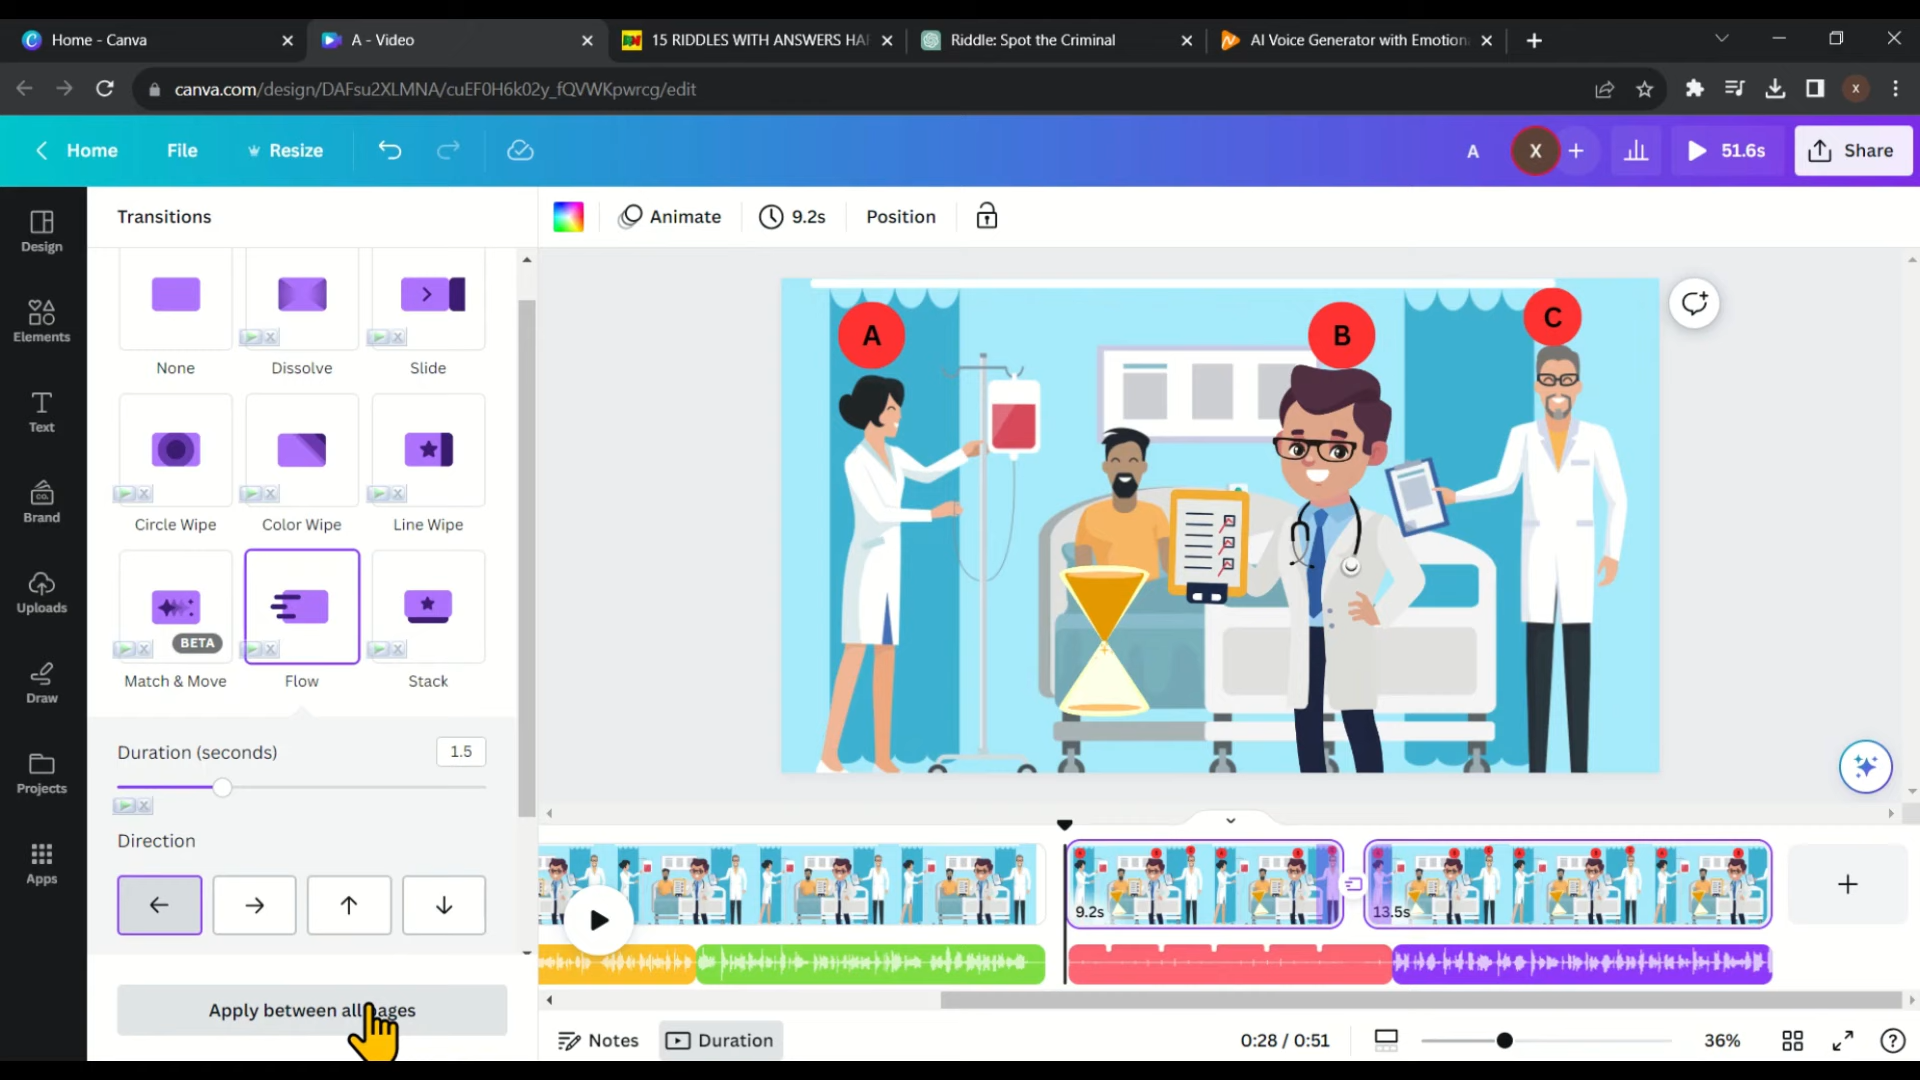 Home - Canva
A - Video
15 RIDDLES WITH ANSWERS HA
Riddle: Spot the Criminal
AI Voice Generator with Emotion
canva.com/design/DAFsu2XLMNA/cuEF0H6k02y_fQVWKpwrcg/edit
X
Home
File
Resize
A
X
51.6s
Share
Design
Elements
Text
Brand
Uploads
Draw
Projects
Apps
Transitions
None
Dissolve
Slide
Circle Wipe
Color Wipe
Line Wipe
BETA
Match & Move
Flow
Stack
Duration (seconds)
1.5
Direction
Apply between all pages
Animate
9.2s
Position
A
B
C
9.2s
13.5s
Notes
Duration
0:28 / 0:51
36%